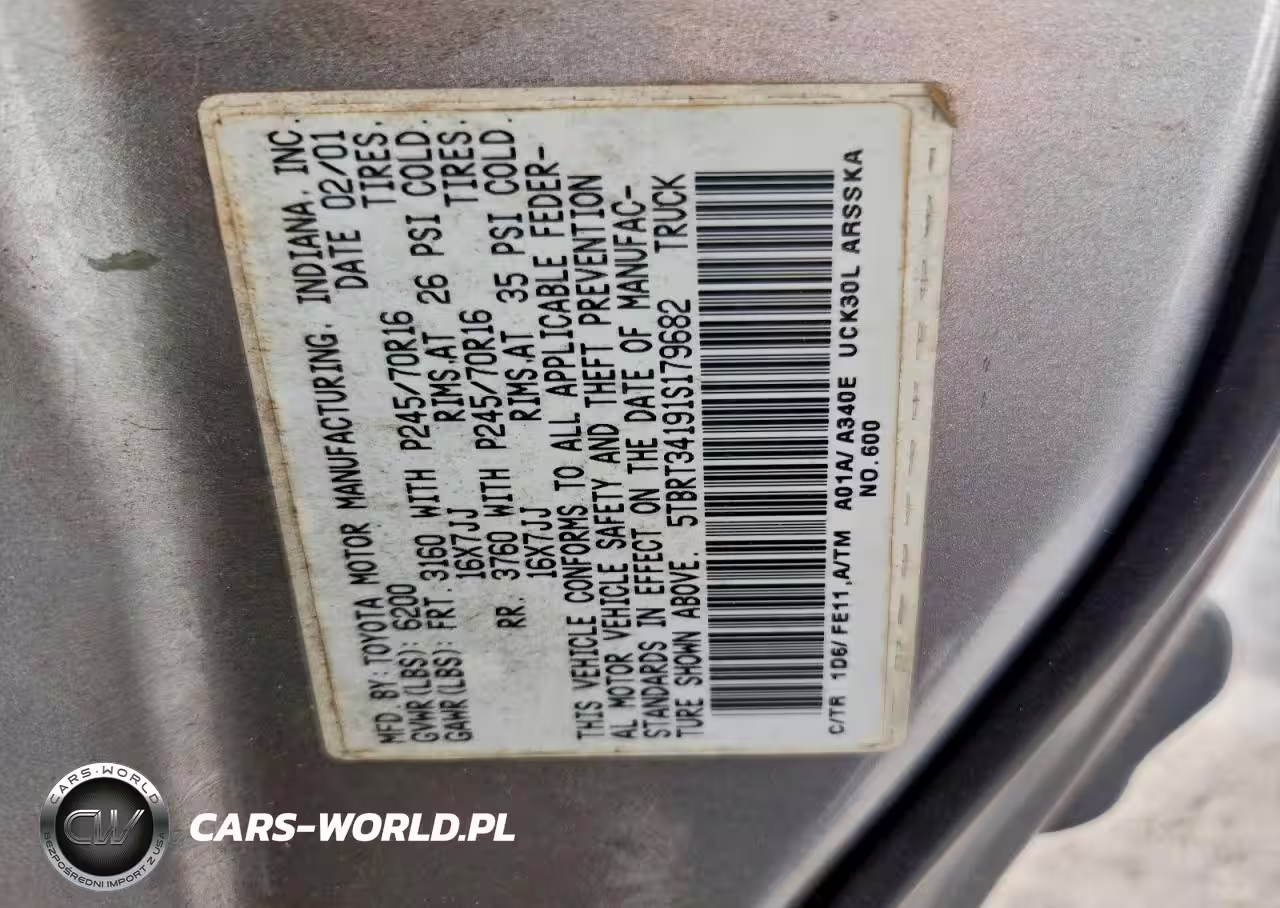 MFD. BY: TOYOTA MOTOR MANUFACTURING, INDIANA, INC.
GVWR(LBS): 6200 DATE 02/01
GAWR(LBS): FRT. 3160 WITH P245/70R16 TIRES,
16X7JJ RIMS,AT 26 PSI COLD.
RR. 3760 WITH P245/70R16 TIRES,
16X7JJ RIMS,AT 35 PSI COLD.
THIS VEHICLE CONFORMS TO ALL APPLICABLE FEDER-
AL MOTOR VEHICLE SAFETY AND THEFT PREVENTION
STANDARDS IN EFFECT ON THE DATE OF MANUFAC-
TURE SHOWN ABOVE. 5TBRT34191S179682 TRUCK
C/TR 1D6/FE11,A/TM A01A/A340E UCK30L ARSSKA
NO.600
CARS-WORLD
CW
BEZPOŚREDNI IMPORT Z USA
CARS-WORLD.PL